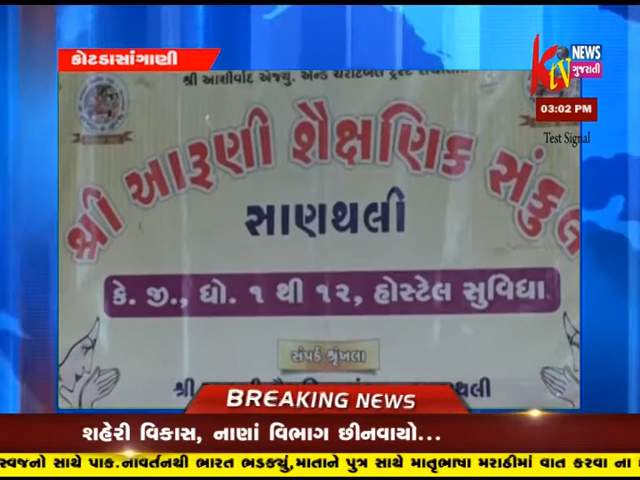 કોટડાસાંગાણી
NEWS
K tv ગુજરાતી
03:02 PM
Test Signal
શ્રી આશીર્વાદ એજ્યુ. એન્ડ ચેરીટેબલ ટ્રસ્ટ સંચાલીત
શ્રી આરૂણી શૈક્ષણિક સંકુલ
સાણથલી
કે. જી., ધો. ૧ થી ૧૨, હોસ્ટેલ સુવિધા
સંપર્ક શૃંખલા
શ્રી
BREAKING NEWS
શહેરી વિકાસ, નાણાં વિભાગ છીનવાયો...
સ્વજનો સાથે પાક.નાવર્તનથી ભારત ભડક્યું,માતાને પુત્ર સાથે માતૃભાષા મરાઠીમાં વાત કરવા ના